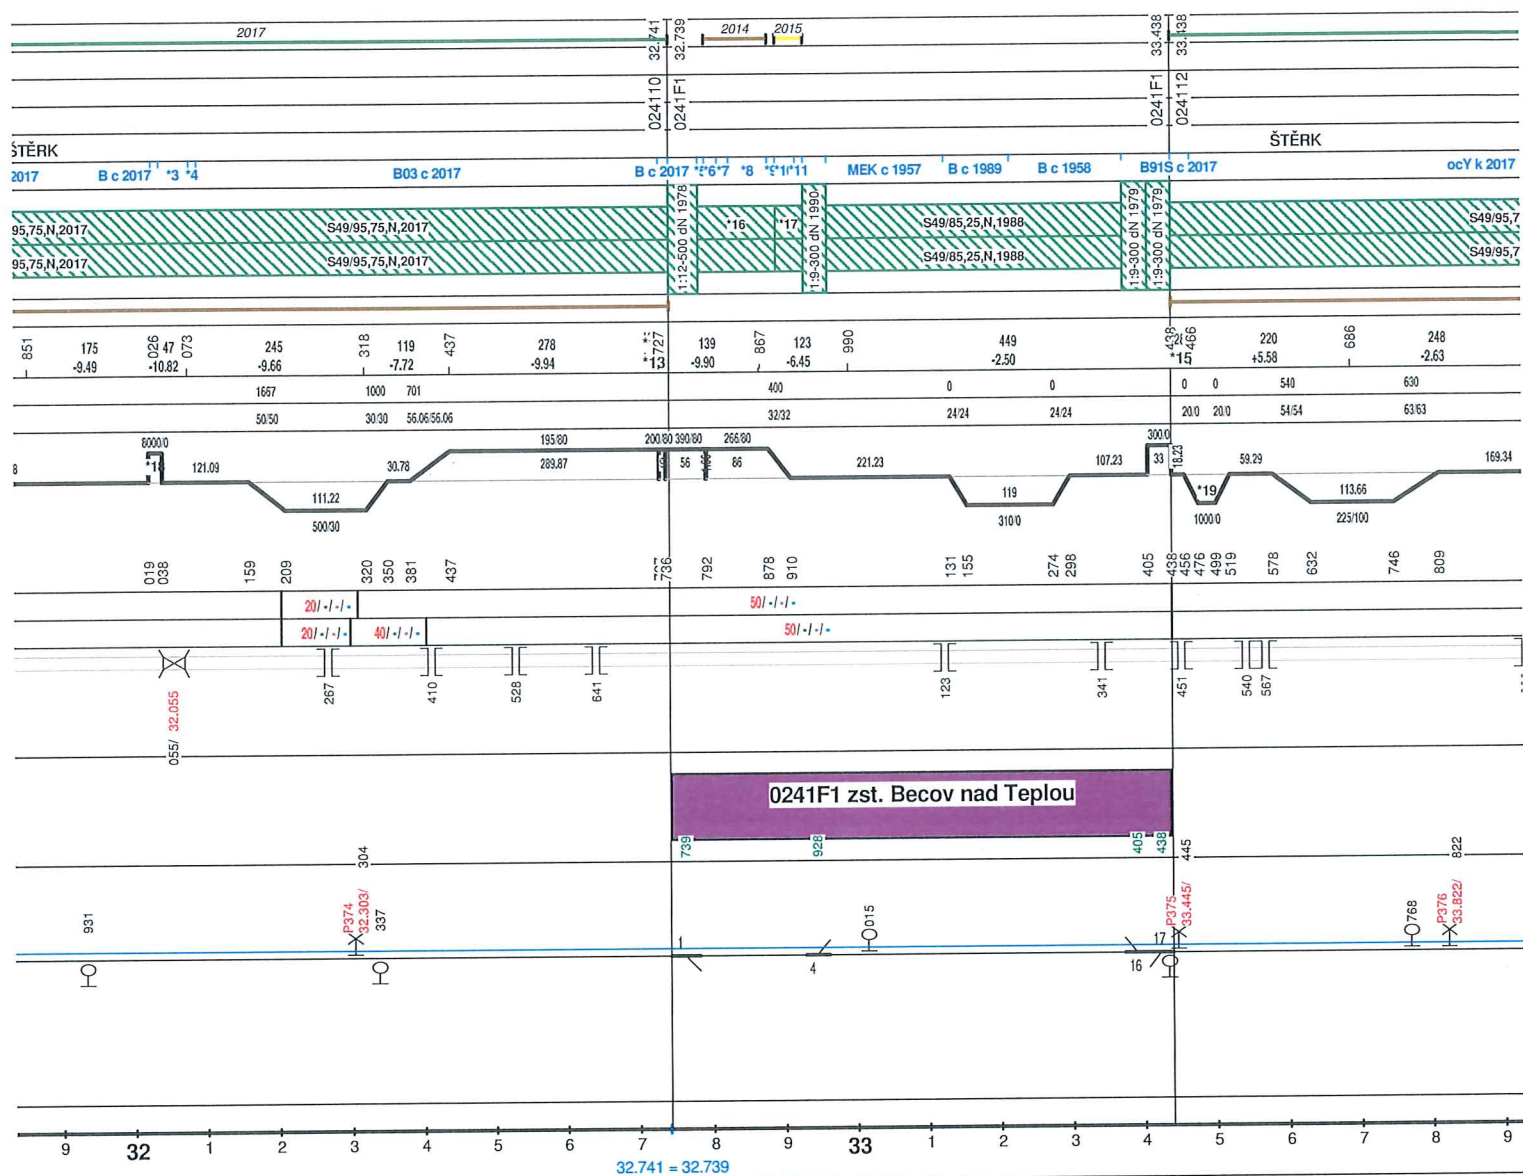 2017 32.741 32.739 2014 2015 33.438 33.438
024110 0241F1 0241F1 024112
ŠTĚRK ŠTĚRK
2017 B c 2017 *3 *4 B03 c 2017 B c 2017 *6 *7 *8 *11 MEK c 1957 B c 1989 B c 1958 B91S c 2017 ocY k 2017
1:12-500 dN 1978 1:9-300 dN 1990 1:9-300 dN 1979 1:9-300 dN 1979
95,75,N,2017 S49/95,75,N,2017 *16 *17 S49/85,25,N,1988 S49/95,7
95,75,N,2017 S49/95,75,N,2017 S49/85,25,N,1988 S49/95,7
851 175 026 47 073 245 318 119 437 278 727 139 867 123 990 449 438 466 220 686 248
-9.49 -10.82 -9.66 -7.72 -9.94 *13 -9.90 -6.45 -2.50 *15 +5.58 -2.63
1667 1000 701 400 0 0 0 0 540 630
50/50 30/30 56.06/56.06 32/32 24/24 24/24 20/0 20/0 54/54 63/63
8000/0 195/80 200/80 390/80 266/80 300/0
8 121.09 30.78 289.87 56 86 221.23 107.23 33 18.23 59.29 169.34
111.22 119 *19 113.66
500/30 310/0 1000/0 225/100
019 038 159 209 320 350 381 437 736 792 878 910 131 155 274 298 405 438 456 476 499 519 578 632 746 809
20/-/-/- 50/-/-/-
20/-/-/- 40/-/-/- 50/-/-/-
055/ 32.055 267 410 528 641 123 341 451 540 567
0241F1 zst. Becov nad Teplou
739 928 405 438
304 445 822
931 P374 32.303/ 337 015 P375 33.445/ 768 P376 33.822/
1 17
4 16
9 32 1 2 3 4 5 6 7 8 9 33 1 2 3 4 5 6 7 8 9
32.741 = 32.739